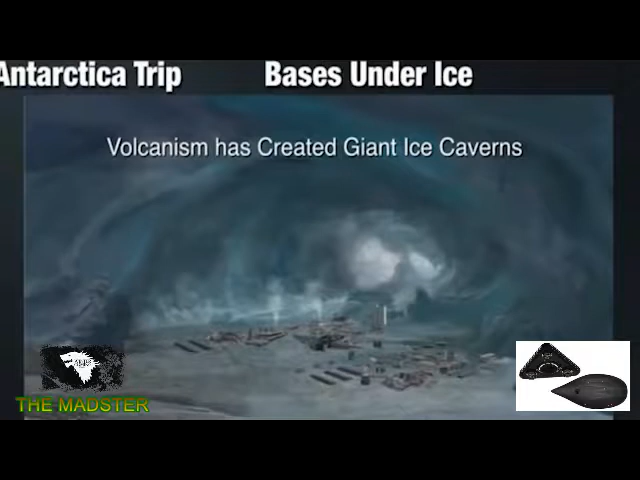 Antarctica Trip
Bases Under Ice
Volcanism has Created Giant Ice Caverns
THE MADSTER